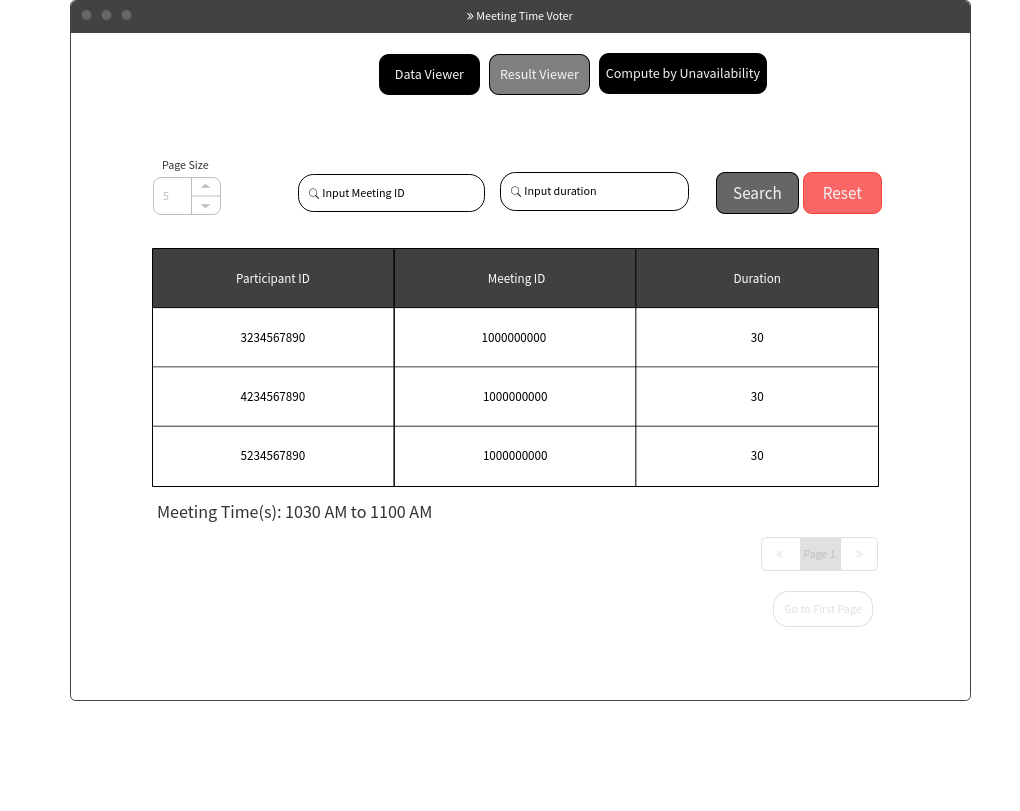 » Meeting Time Voter
Data Viewer Result Viewer Compute by Unavailability
Page Size
5 Input Meeting ID Input duration Search Reset
Participant ID Meeting ID Duration
3234567890 1000000000 30
4234567890 1000000000 30
5234567890 1000000000 30
Meeting Time(s): 1030 AM to 1100 AM
« Page 1 »
Go to First Page